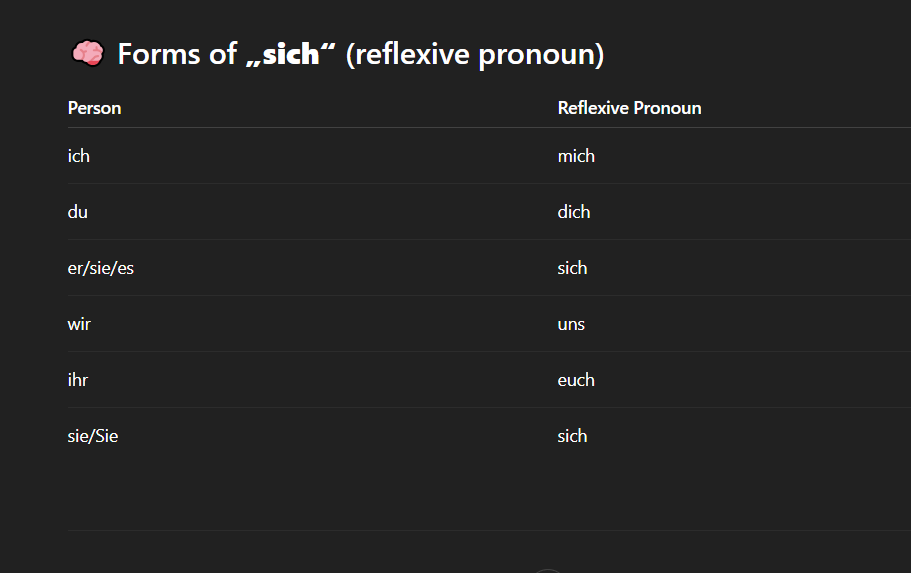 🧠 Forms of „sich“ (reflexive pronoun)
Person Reflexive Pronoun
ich mich
du dich
er/sie/es sich
wir uns
ihr euch
sie/Sie sich